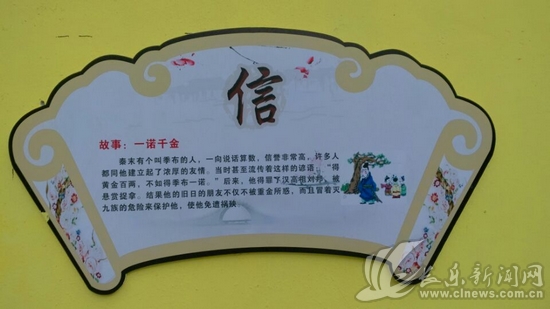 信
故事：一诺千金
秦末有个叫季布的人，一向说话算数，信誉非常高，许多人
都同他建立起了浓厚的友情。当时甚至流传着这样的谚语："得
黄金百两，不如得季布一诺。"后来，他得罪了汉高祖刘邦，被
悬赏捉拿。结果他的旧日的朋友不仅不被重金所惑，而且冒着灭
九族的危险来保护他，使他免遭祸殃。
长乐新闻网
www.clnews.com.cn